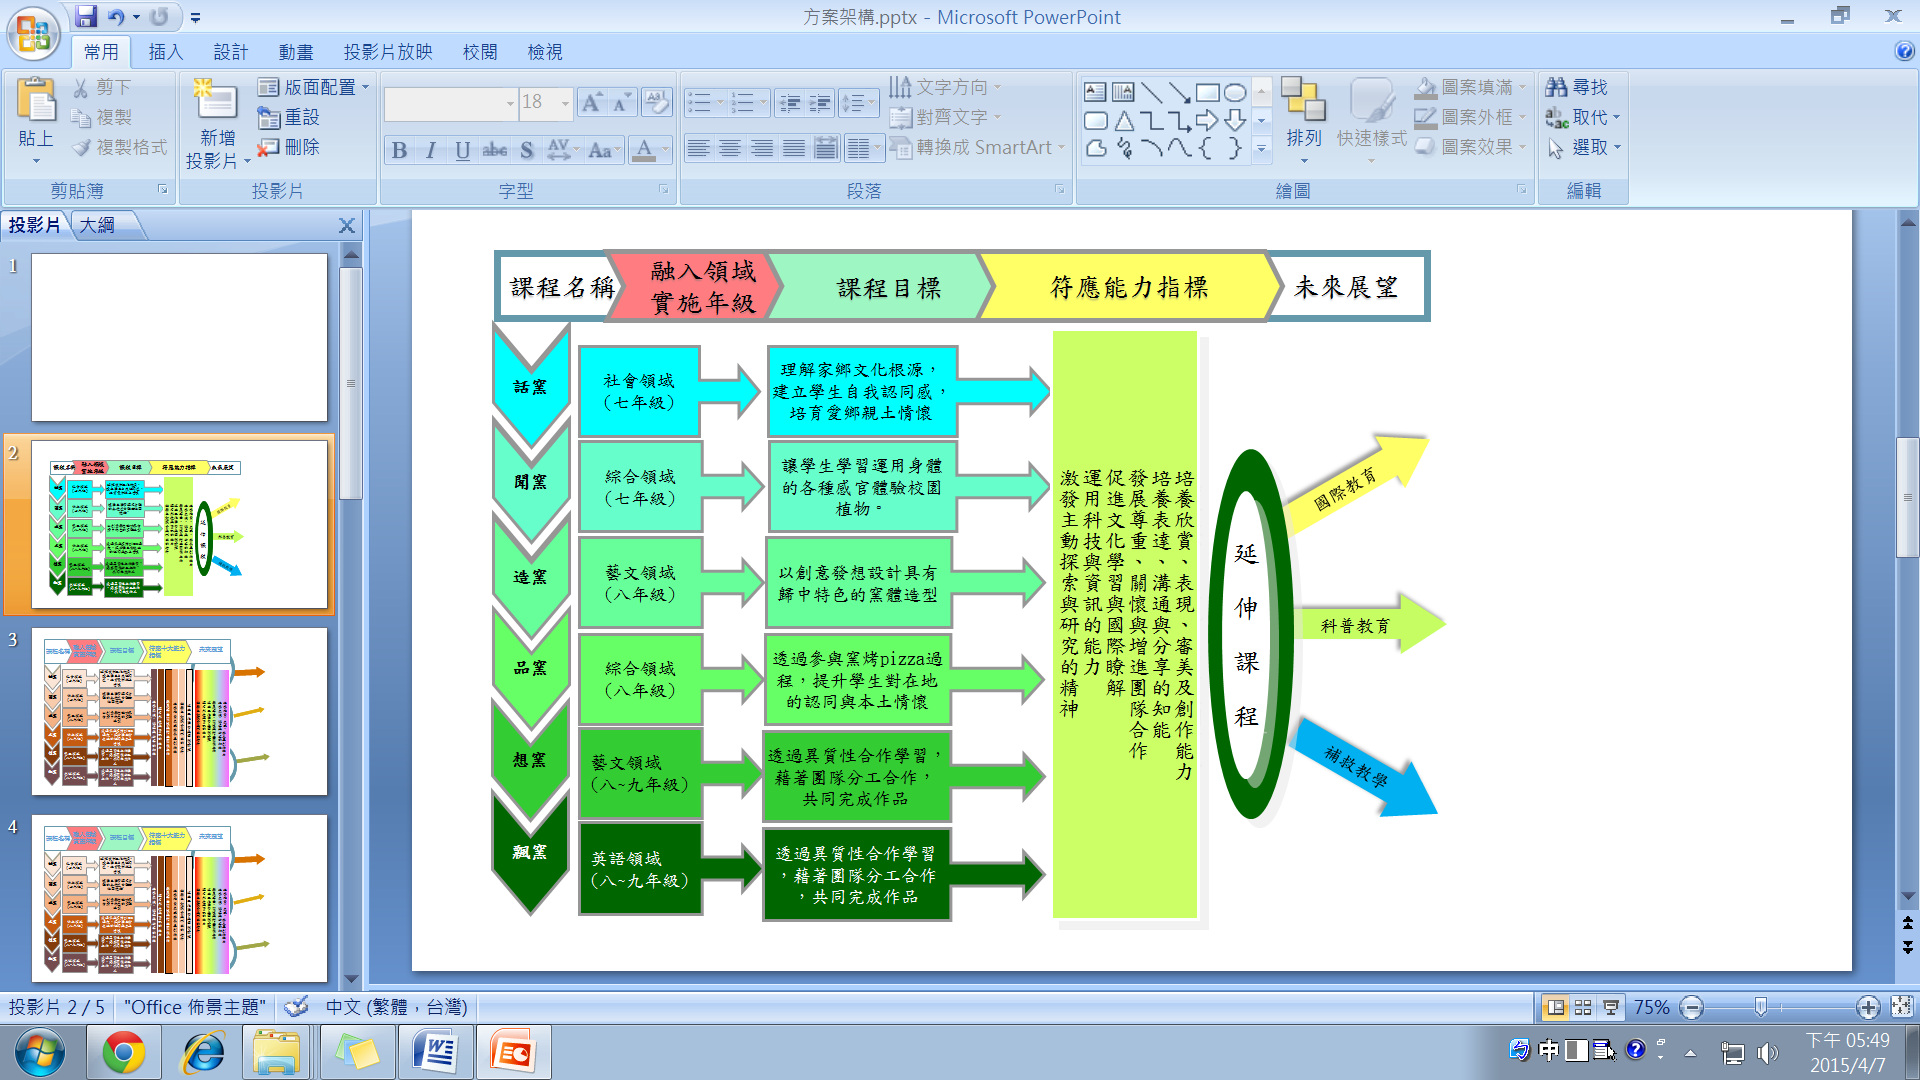 方案架構.pptx - Microsoft PowerPoint
常用 插入 設計 動畫 投影片放映 校閱 檢視
貼上
剪下
複製
複製格式
剪貼簿
新增
投影片
版面配置
重設
刪除
投影片
18
B I U abc S AV Aa A
字型
文字方向
對齊文字
轉換成 SmartArt
段落
排列
快速樣式
圖案填滿
圖案外框
圖案效果
繪圖
尋找
取代
選取
編輯
投影片 大綱
1
2
3
4
課程名稱
融入領域
實施年級
課程目標
符應能力指標
未來展望
話窯
社會領域
（七年級）
理解家鄉文化根源，
建立學生自我認同感，
培育愛鄉親土情懷
聞窯
綜合領域
（七年級）
讓學生學習運用身體
的各種感官體驗校園
植物。
造窯
藝文領域
（八年級）
以創意發想設計具有
歸中特色的窯體造型
品窯
綜合領域
（八年級）
透過參與窯烤pizza過
程，提升學生對在地
的認同與本土情懷
想窯
藝文領域
（八~九年級）
透過異質性合作學習，
藉著團隊分工合作，
共同完成作品
飄窯
英語領域
（八~九年級）
透過異質性合作學習
，藉著團隊分工合作
，共同完成作品
培養欣賞、表現、審美及創作能力
培養表達、溝通與分享的知能
發展尊重、關懷與增進團隊合作
促進文化學習與國際瞭解
運用科技與資訊的能力
激發主動探索與研究的精神
延伸課程
國際教育
科普教育
補救教學
投影片 2 / 5 "Office 佈景主題" 中文 (繁體，台灣)
75%
中
下午 05:49
2015/4/7